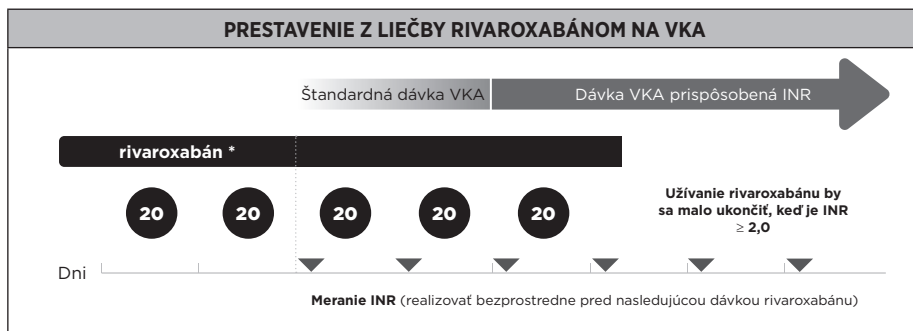 PRESTAVENIE Z LIEČBY RIVAROXABÁNOM NA VKA
Štandardná dávka VKA
Dávka VKA prispôsobená INR
rivaroxabán *
20 20 20 20 20
Užívanie rivaroxabánu by
sa malo ukončiť, keď je INR
≥ 2,0
Dni
Meranie INR (realizovať bezprostredne pred nasledujúcou dávkou rivaroxabánu)